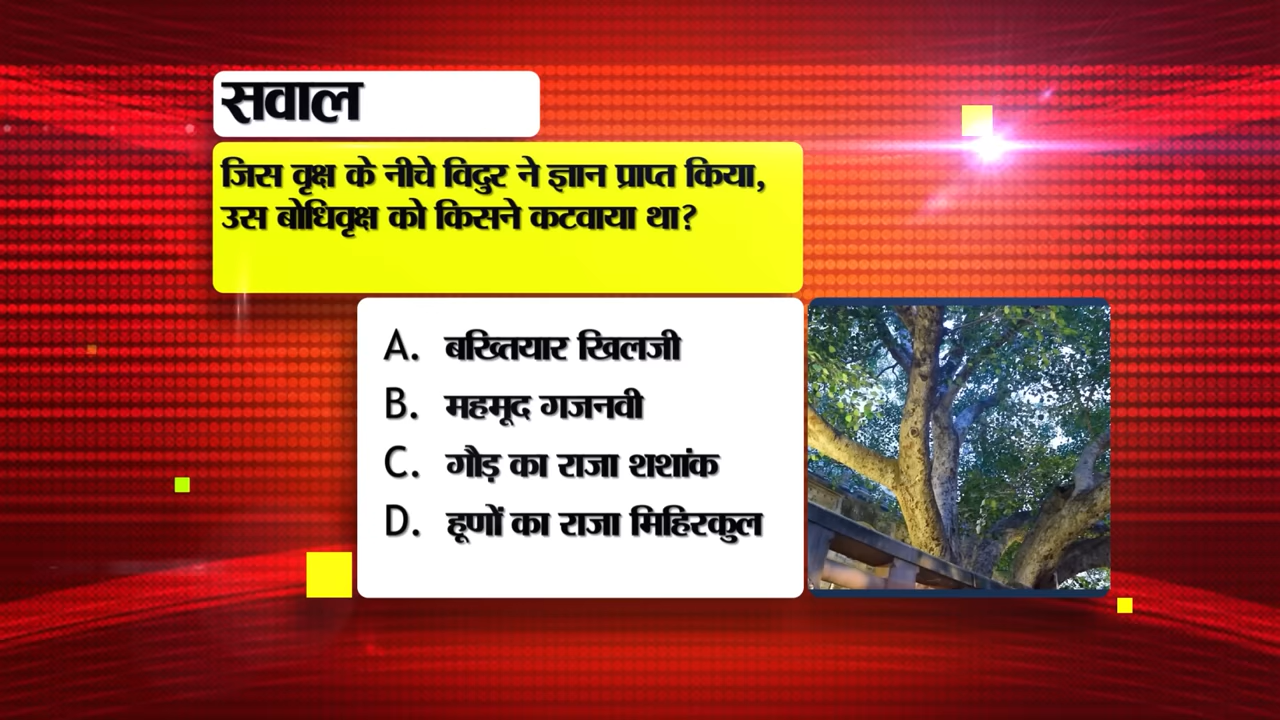 सवाल
जिस वृक्ष के नीचे विदुर ने ज्ञान प्राप्त किया,
उस बोधिवृक्ष को किसने कटवाया था?
A. बख्तियार खिलजी
B. महमूद गजनवी
C. गौड़ का राजा शशांक
D. हूणों का राजा मिहिरकुल